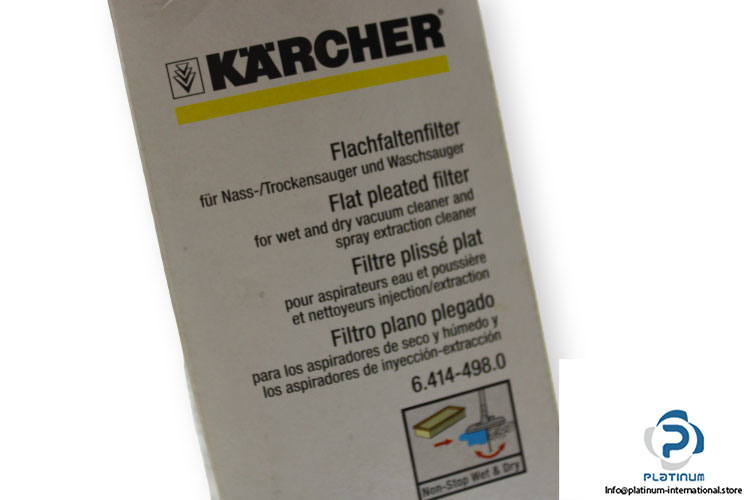 KÄRCHER®
Flachfaltenfilter
für Nass-/Trockensauger und Waschsauger
Flat pleated filter
for wet and dry vacuum cleaner and
spray extraction cleaner
Filtre plissé plat
pour aspirateurs eau et poussière
et nettoyeurs injection/extraction
Filtro plano plegado
para los aspiradores de seco y húmedo y
los aspiradores de inyección-extracción
6.414-498.0
Non-Stop Wet & Dry
PLATINUM
Info@platinum-international.store